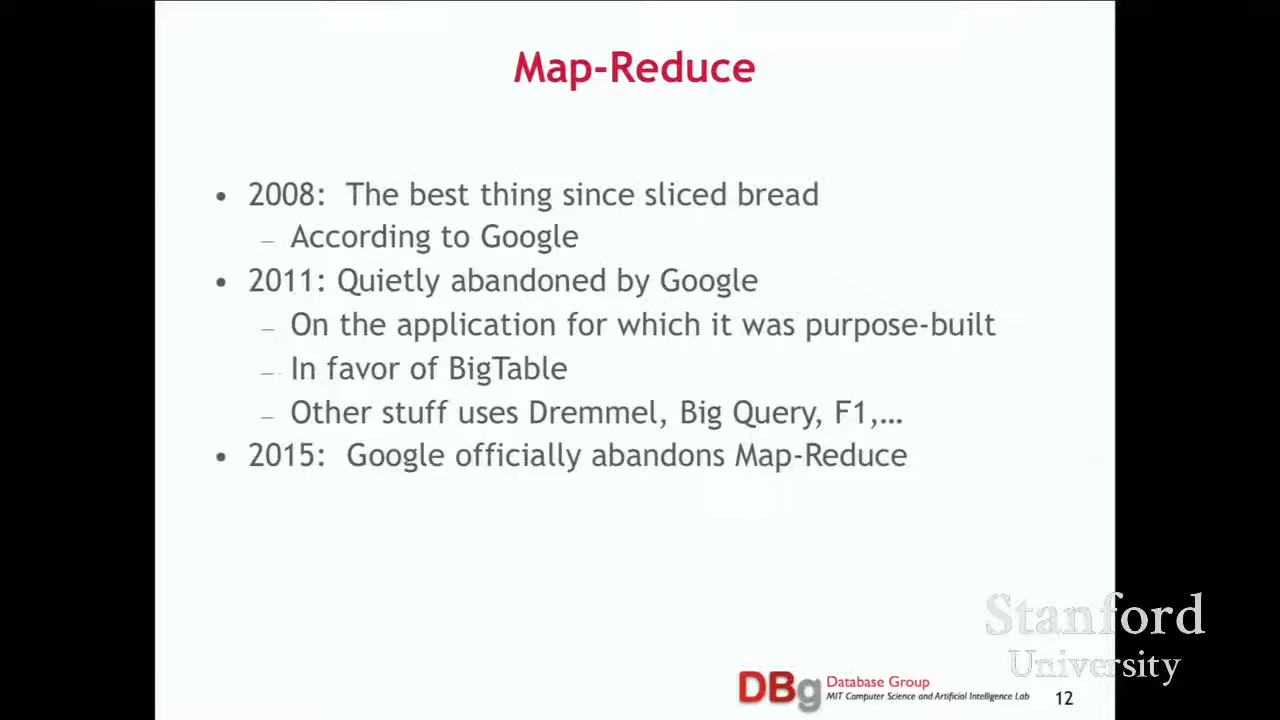 Map-Reduce
• 2008: The best thing since sliced bread
– According to Google
• 2011: Quietly abandoned by Google
– On the application for which it was purpose-built
– In favor of BigTable
– Other stuff uses Dremmel, Big Query, F1,…
• 2015: Google officially abandons Map-Reduce
Stanford
University
DBg
Database Group
MIT Computer Science and Artificial Intelligence Lab
12